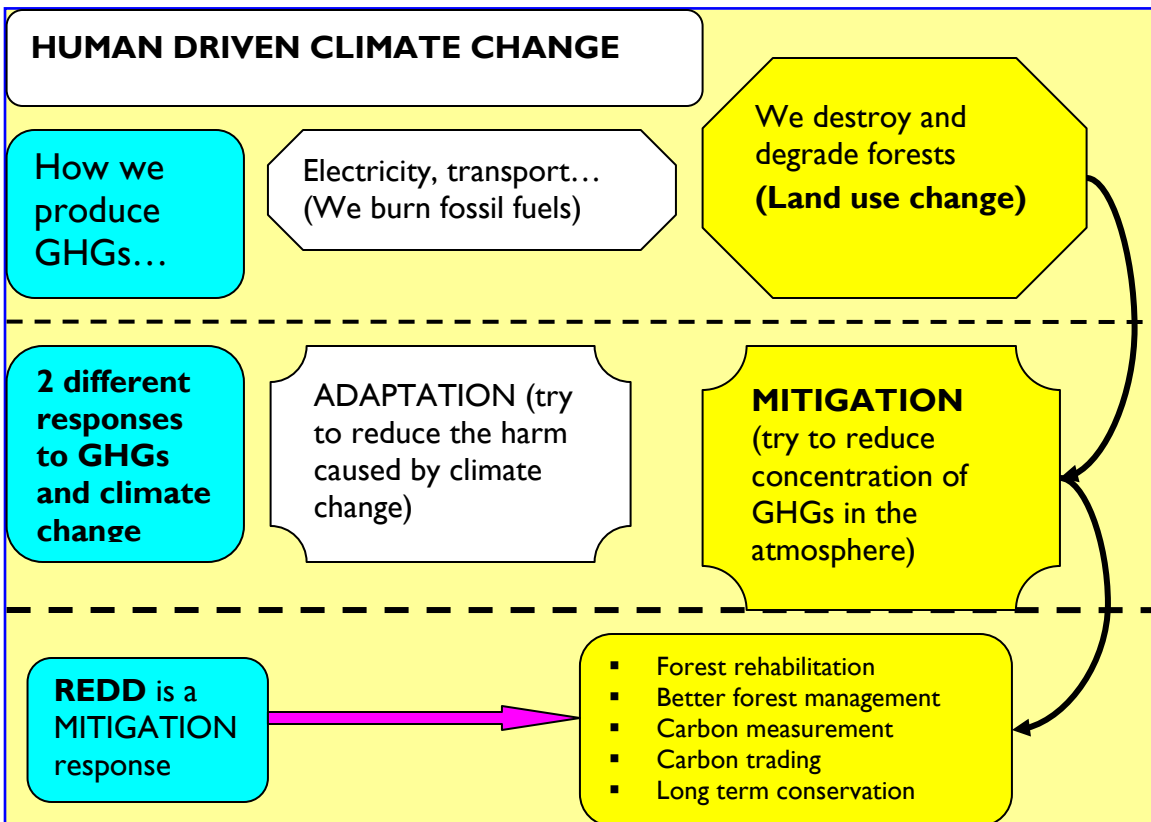 HUMAN DRIVEN CLIMATE CHANGE
How we
produce
GHGs…
Electricity, transport…
(We burn fossil fuels)
We destroy and
degrade forests
(Land use change)
2 different
responses
to GHGs
and climate
change
ADAPTATION (try
to reduce the harm
caused by climate
change)
MITIGATION
(try to reduce
concentration of
GHGs in the
atmosphere)
REDD is a
MITIGATION
response
▪ Forest rehabilitation
▪ Better forest management
▪ Carbon measurement
▪ Carbon trading
▪ Long term conservation